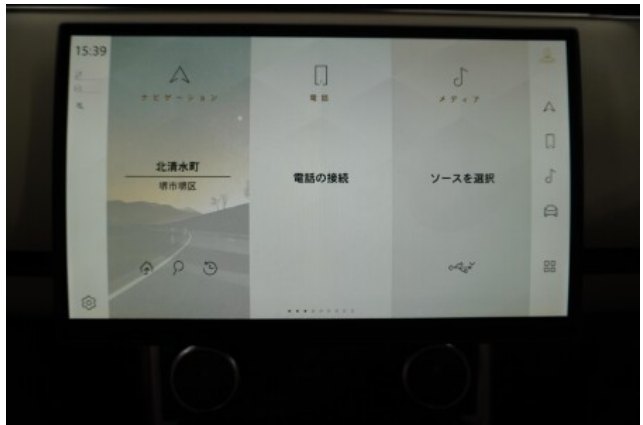 15:39
ナビゲーション
電話
メディア
北清水町
堺市堺区
電話の接続
ソースを選択